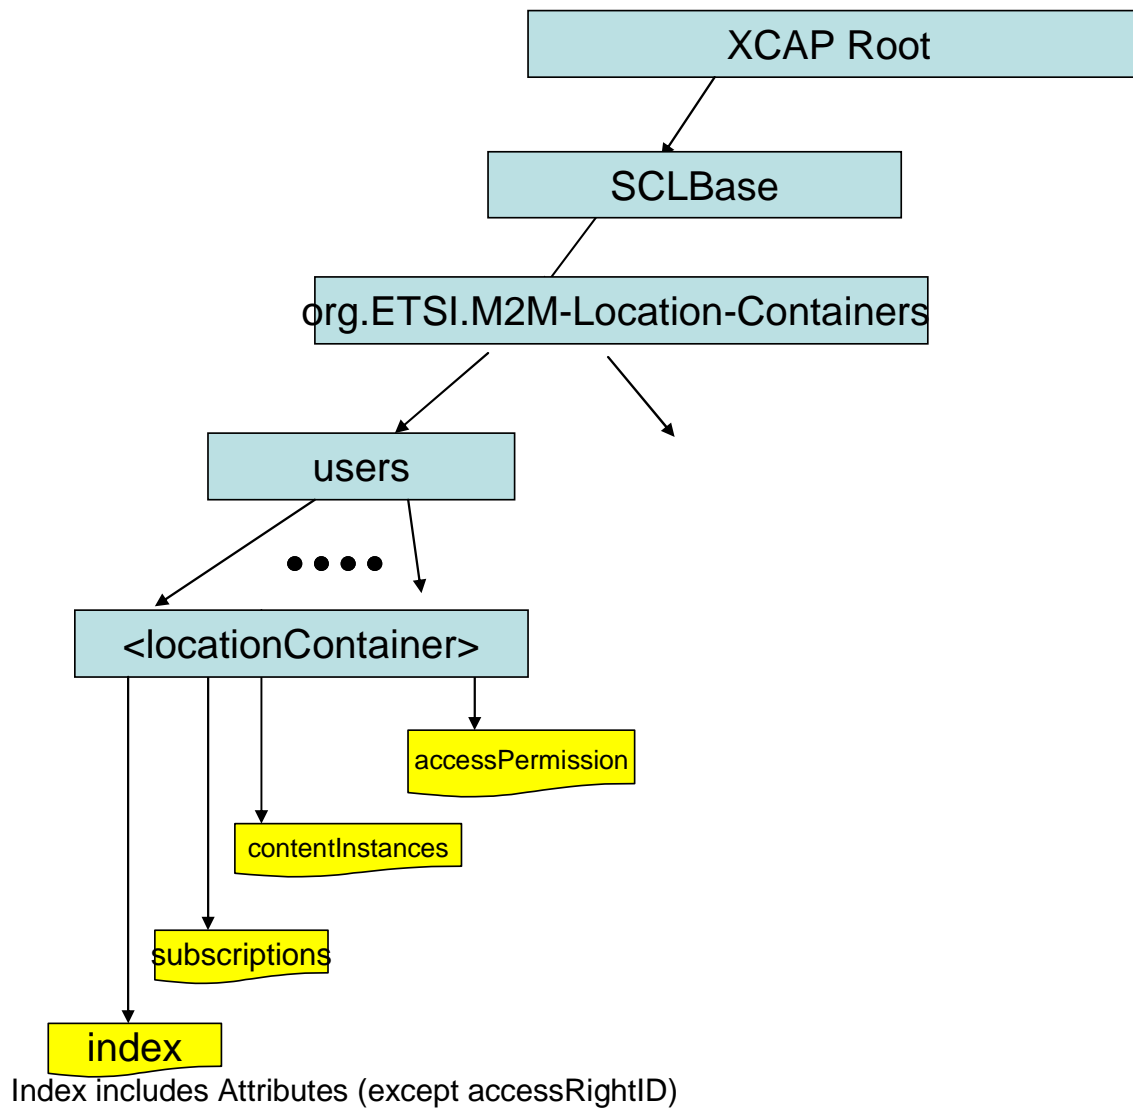 XCAP Root
SCLBase
org.ETSI.M2M-Location-Containers
users
<locationContainer>
accessPermission
contentInstances
subscriptions
index
Index includes Attributes (except accessRightID)